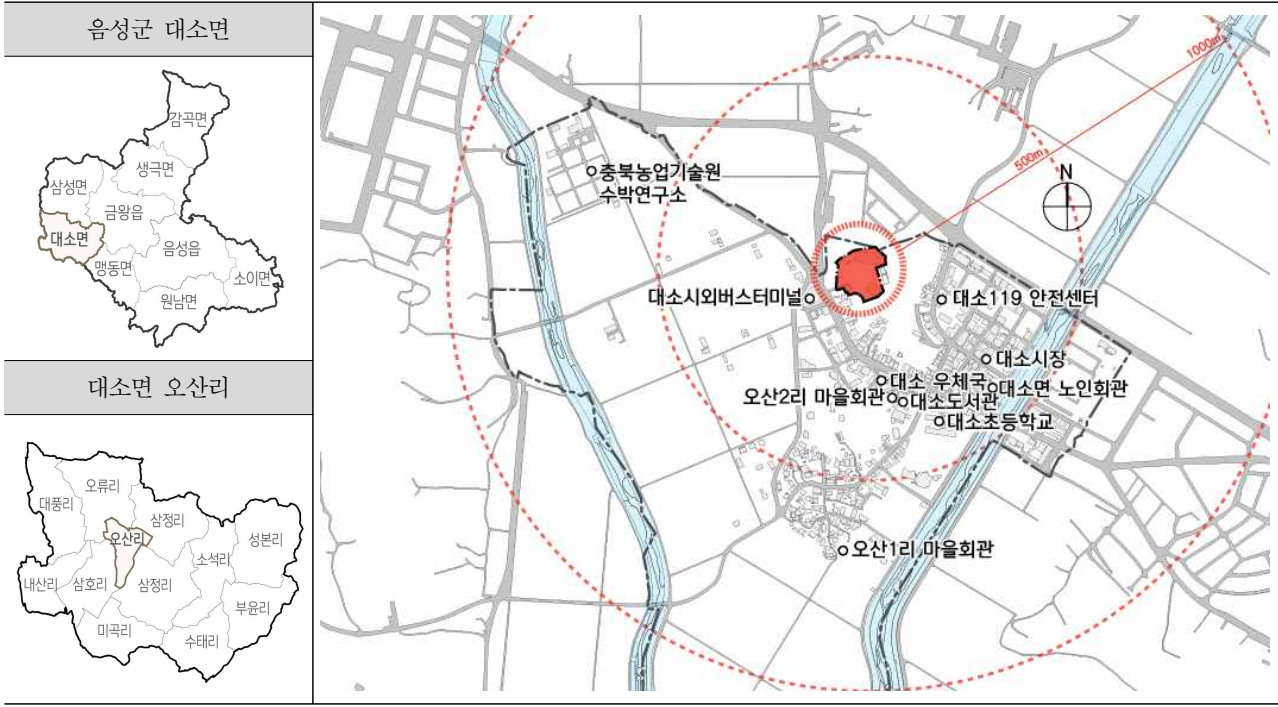 음성군 대소면
감곡면
생극면
삼성면
금왕읍
대소면
음성읍
맹동면
소이면
원남면
대소면 오산리
오류리
대풍리
삼정리
오산리
성본리
소석리
내산리
삼호리
삼정리
부윤리
미곡리
수태리
1000m
500m
N
충북농업기술원
수박연구소
대소시외버스터미널
대소119 안전센터
대소시장
대소 우체국
대소면 노인회관
오산2리 마을회관
대소도서관
대소초등학교
오산1리 마을회관